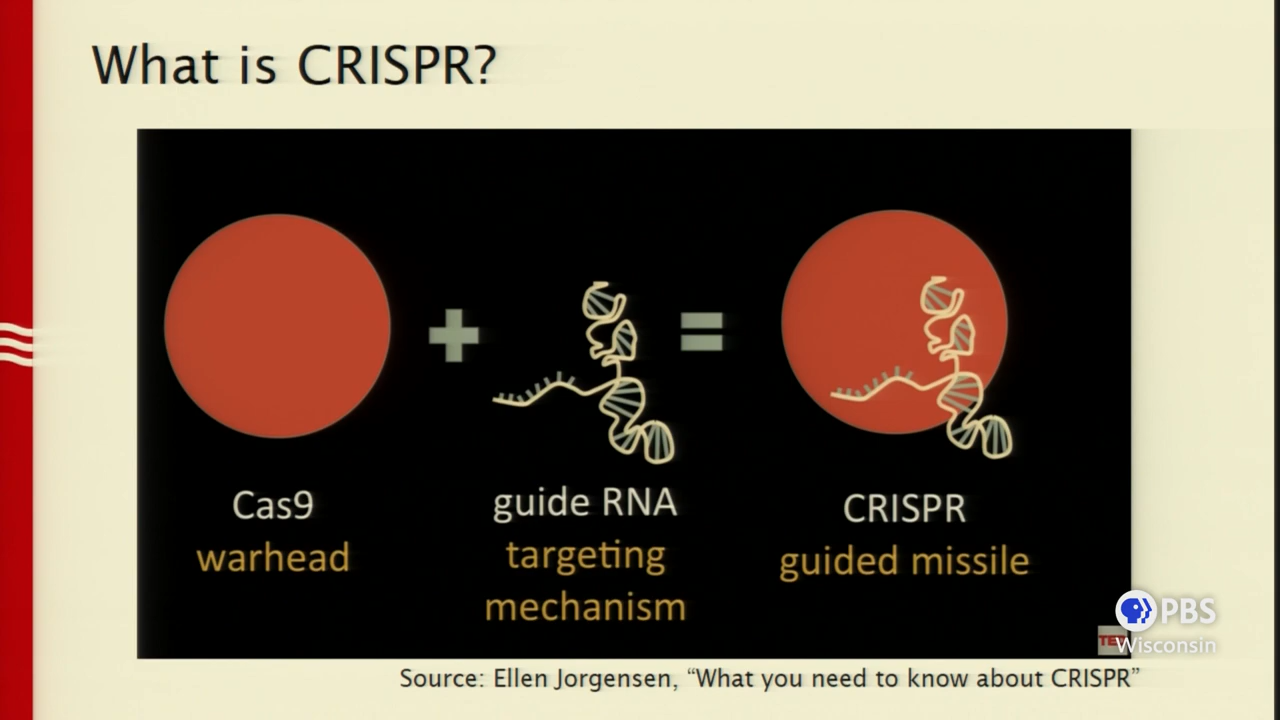 What is CRISPR?
+
=
Cas9
warhead
guide RNA
targeting
mechanism
CRISPR
guided missile
PBS
Wisconsin
Source: Ellen Jorgensen, “What you need to know about CRISPR”